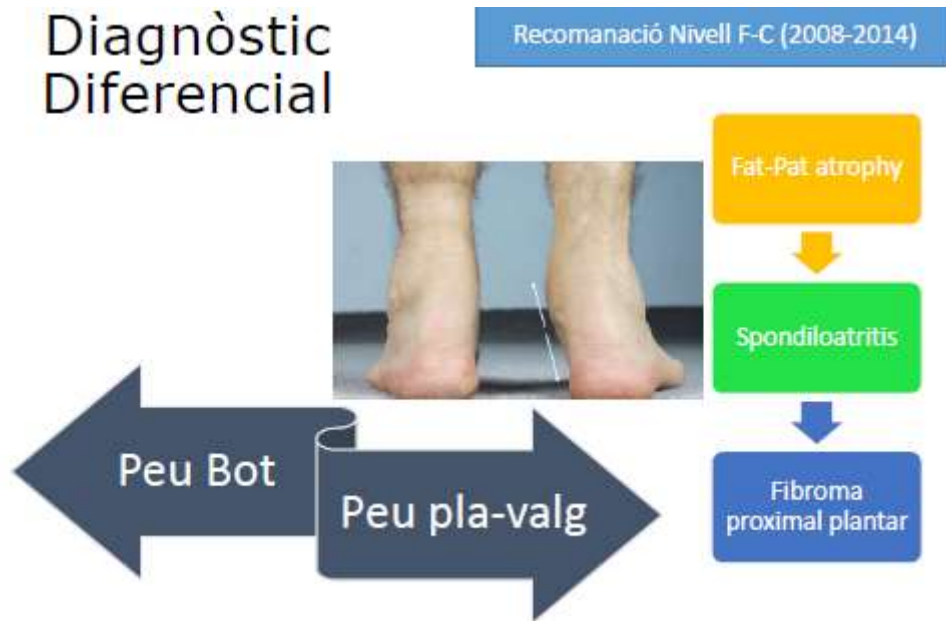 Diagnòstic
Diferencial
Recomanació Nivell F-C (2008-2014)
Fat-Pat atrophy
Spondiloatritis
Fibroma
proximal plantar
Peu Bot
Peu pla-valg